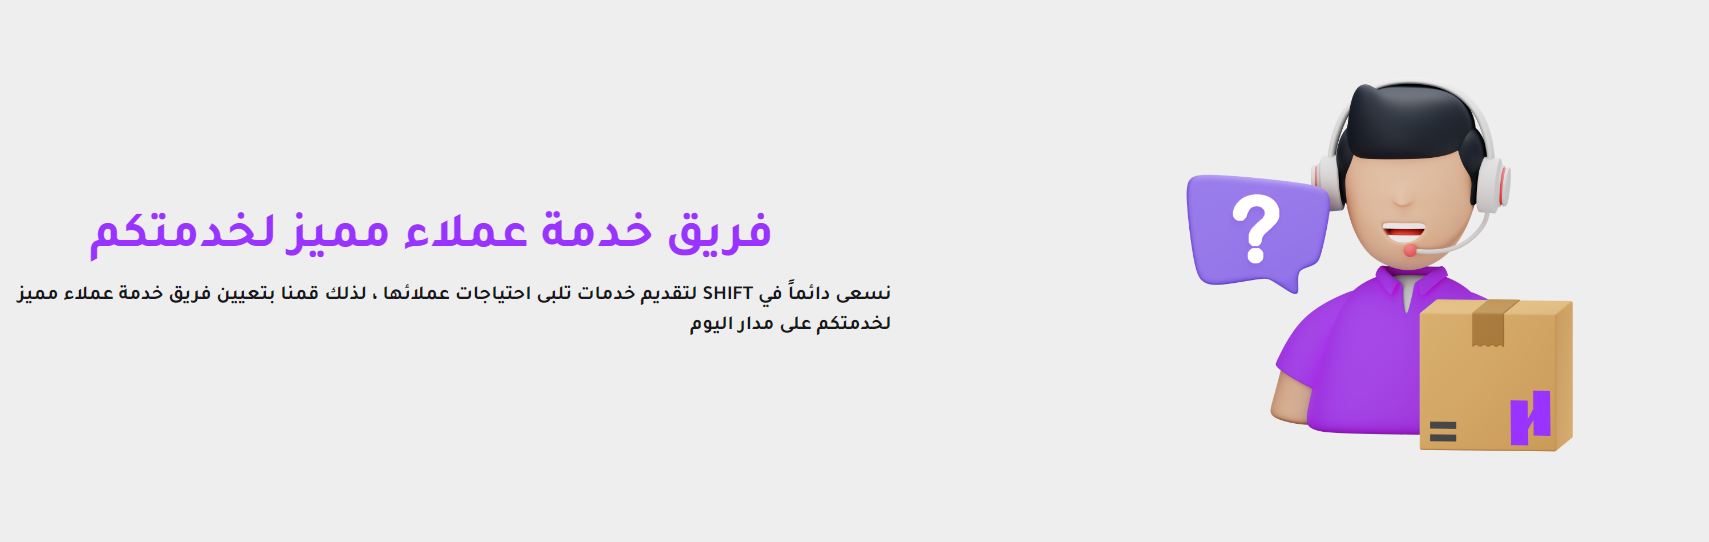 فريق خدمة عملاء مميز لخدمتكم
نسعى دائماً في SHIFT لتقديم خدمات تلبى احتياجات عملائها ، لذلك قمنا بتعيين فريق خدمة عملاء مميز
لخدمتكم على مدار اليوم
?